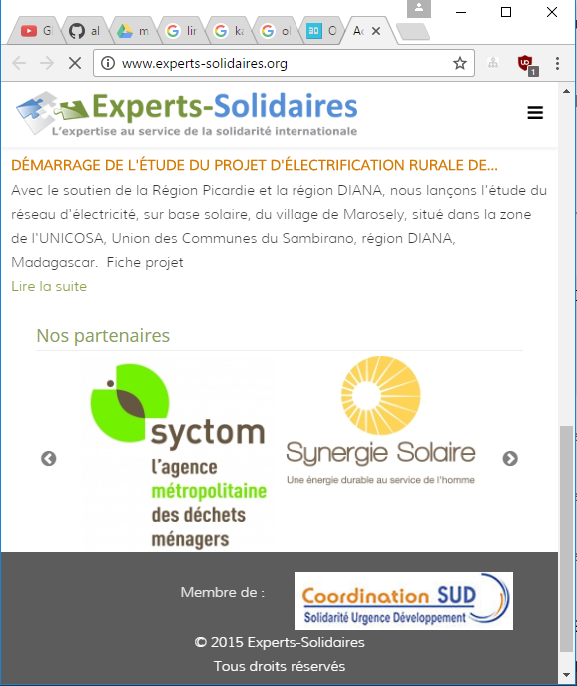 G
al
m
lir
ka
ol
O
Ac
www.experts-solidaires.org
1
Experts-Solidaires
L'expertise au service de la solidarité internationale
DÉMARRAGE DE L'ÉTUDE DU PROJET D'ÉLECTRIFICATION RURALE DE...
Avec le soutien de la Région Picardie et la région DIANA, nous lançons l'étude du
réseau d'électricité, sur base solaire, du village de Marosely, situé dans la zone
de l'UNICOSA, Union des Communes du Sambirano, région DIANA,
Madagascar. Fiche projet
Lire la suite
Nos partenaires
syctom
l'agence
métropolitaine
des déchets
ménagers
Synergie Solaire
Une énergie durable au service de l'homme
Membre de :
Coordination SUD
Solidarité Urgence Développement
© 2015 Experts-Solidaires
Tous droits réservés